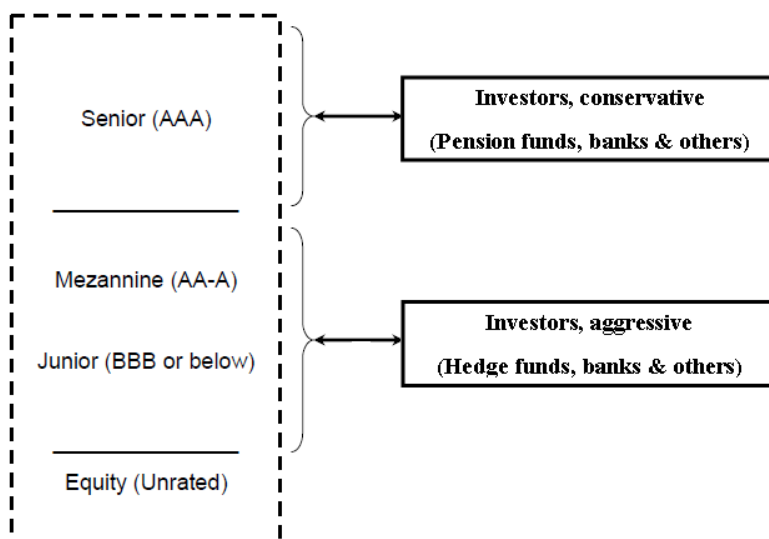 Senior (AAA)
Investors, conservative
(Pension funds, banks & others)
Mezannine (AA-A)
Junior (BBB or below)
Investors, aggressive
(Hedge funds, banks & others)
Equity (Unrated)